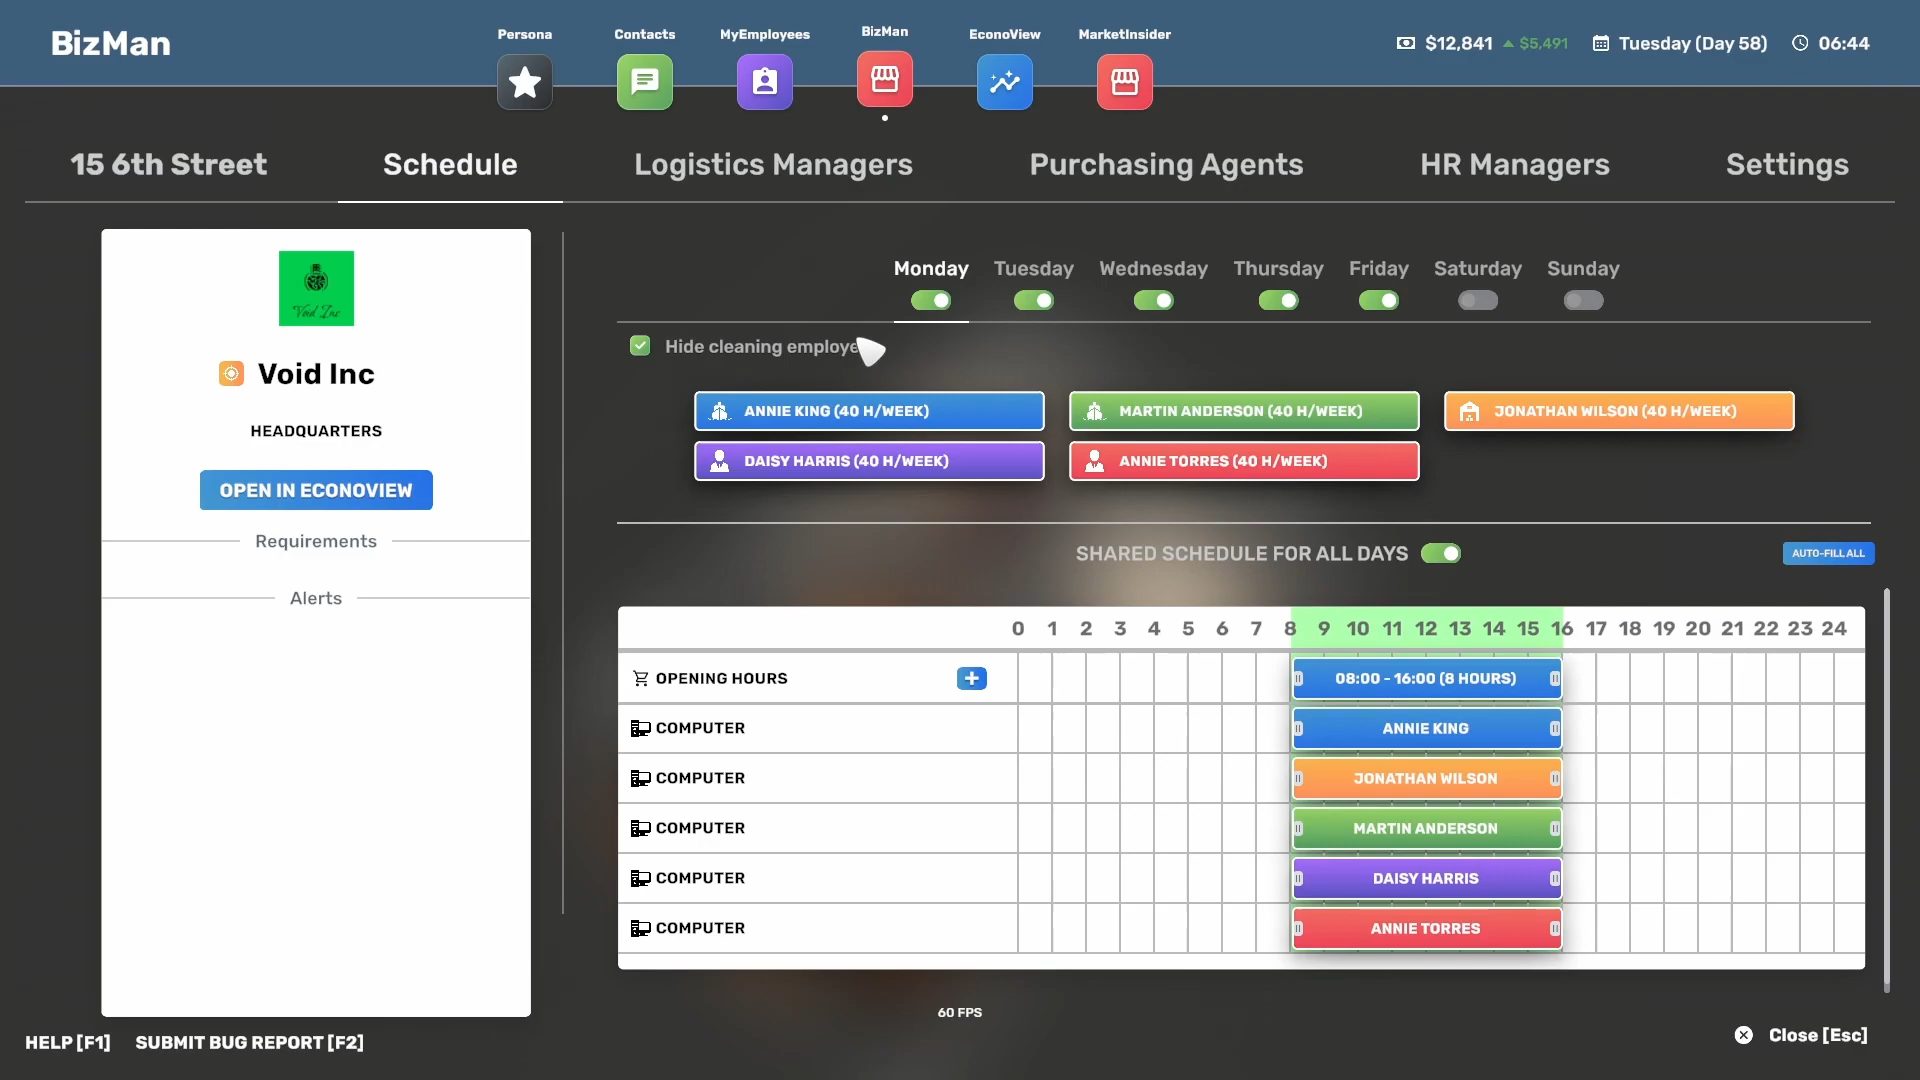 BizMan
Persona
Contacts
MyEmployees
BizMan
EconoView
MarketInsider
$12,841 $5,491 Tuesday (Day 58) 06:44
15 6th Street
Schedule
Logistics Managers
Purchasing Agents
HR Managers
Settings
Void Inc
Void Inc
HEADQUARTERS
OPEN IN ECONOVIEW
Requirements
Alerts
Monday Tuesday Wednesday Thursday Friday Saturday Sunday
Hide cleaning employe
ANNIE KING (40 H/WEEK)
MARTIN ANDERSON (40 H/WEEK)
JONATHAN WILSON (40 H/WEEK)
DAISY HARRIS (40 H/WEEK)
ANNIE TORRES (40 H/WEEK)
SHARED SCHEDULE FOR ALL DAYS
AUTO-FILL ALL
0 1 2 3 4 5 6 7 8 9 10 11 12 13 14 15 16 17 18 19 20 21 22 23 24
OPENING HOURS
08:00 - 16:00 (8 HOURS)
COMPUTER
ANNIE KING
COMPUTER
JONATHAN WILSON
COMPUTER
MARTIN ANDERSON
COMPUTER
DAISY HARRIS
COMPUTER
ANNIE TORRES
60 FPS
HELP [F1]
SUBMIT BUG REPORT [F2]
Close [Esc]